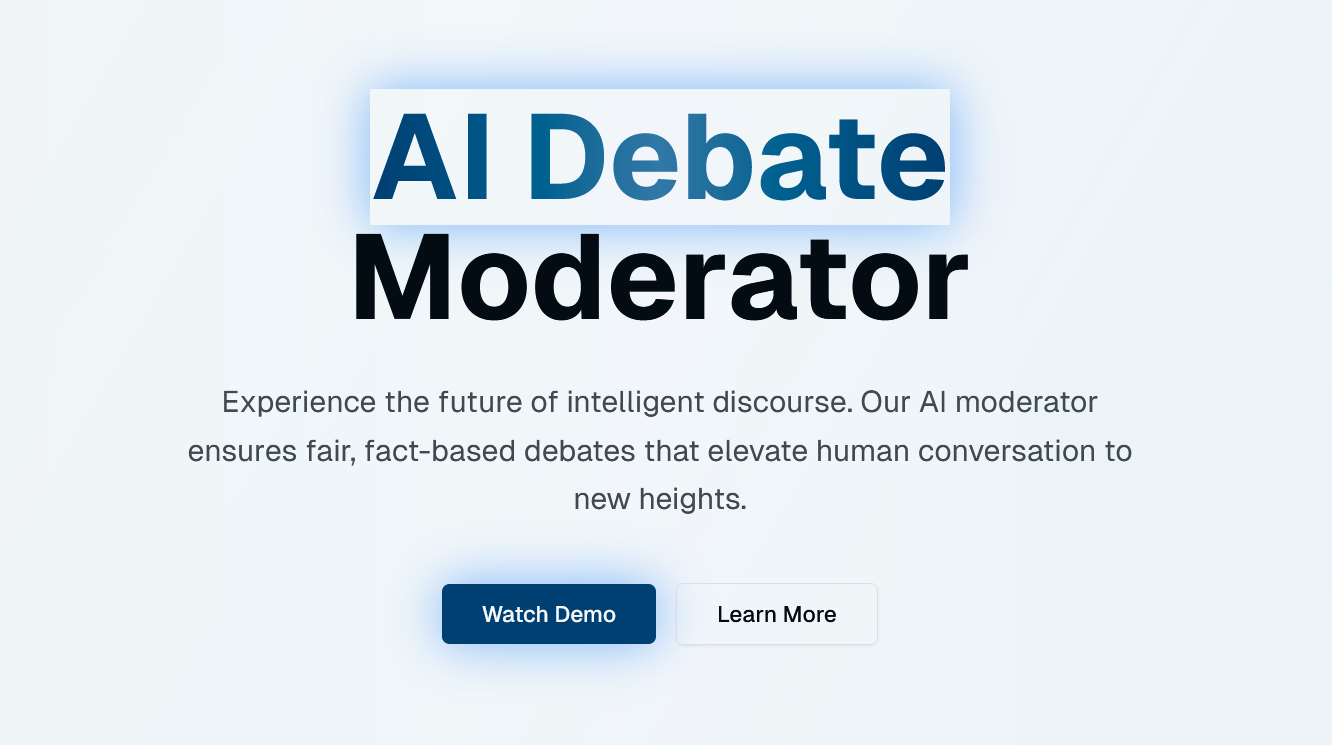 AI Debate
Moderator
Experience the future of intelligent discourse. Our AI moderator
ensures fair, fact-based debates that elevate human conversation to
new heights.
Watch Demo
Learn More